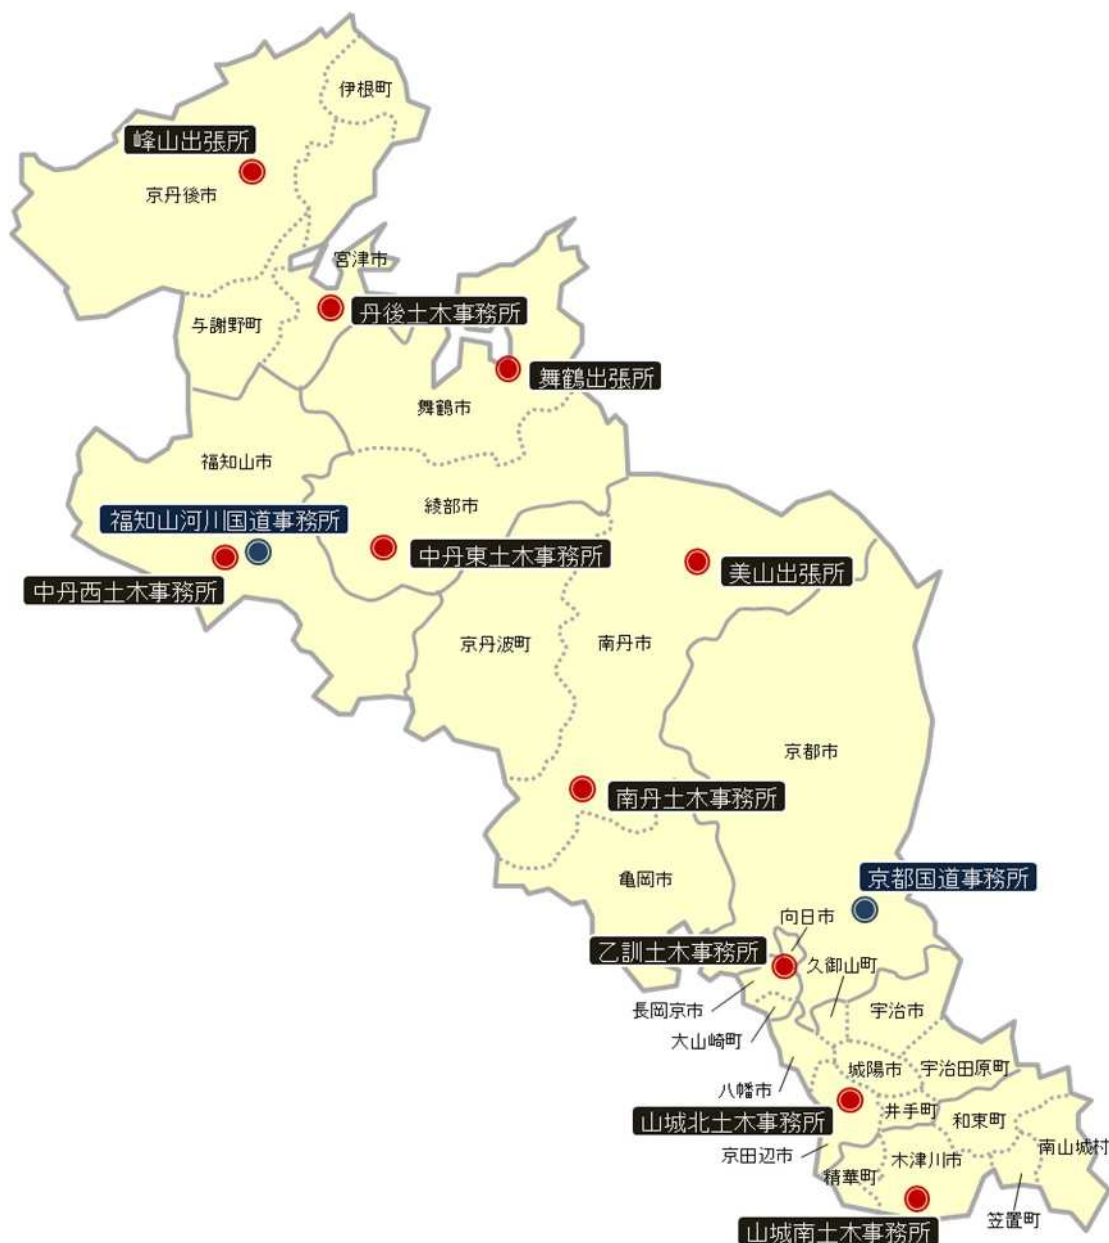 伊根町
峰山出張所
京丹後市
宮津市
丹後土木事務所
与謝野町
舞鶴出張所
舞鶴市
福知山市
綾部市
福知山河川国道事務所
中丹東土木事務所
美山出張所
中丹西土木事務所
京丹波町
南丹市
京都市
南丹土木事務所
亀岡市
京都国道事務所
向日市
乙訓土木事務所
久御山町
長岡京市
宇治市
大山崎町
城陽市
宇治田原町
八幡市
井手町
山城北土木事務所
和束町
南山城村
京田辺市
木津川市
精華町
笠置町
山城南土木事務所